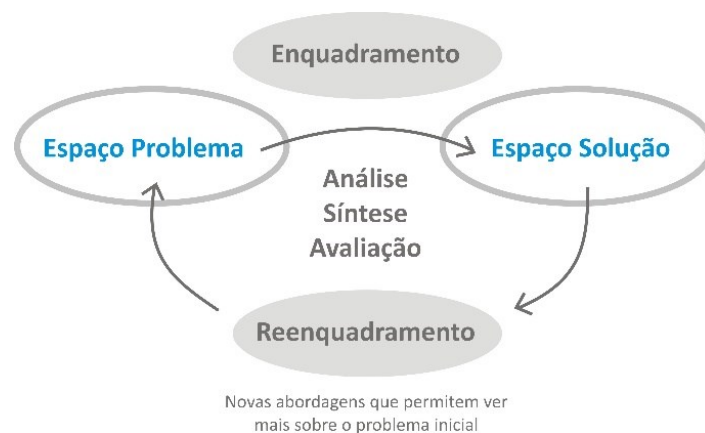 Enquadramento
Espaço Problema
Espaço Solução
Análise
Síntese
Avaliação
Reenquadramento
Novas abordagens que permitem ver
mais sobre o problema inicial